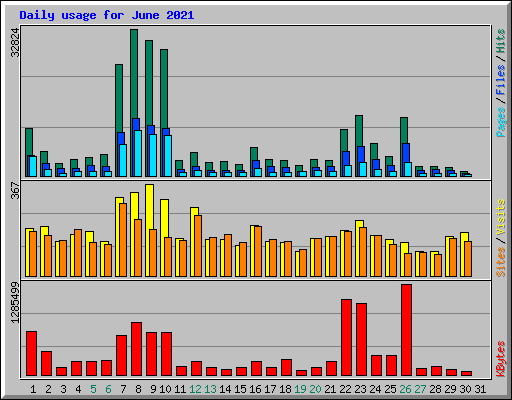 Daily usage for June 2021
32824
Pages / Files / Hits
367
Sites / Visits
1285499
KBytes
1 2 3 4 5 6 7 8 9 10 11 12 13 14 15 16 17 18 19 20 21 22 23 24 25 26 27 28 29 30 31